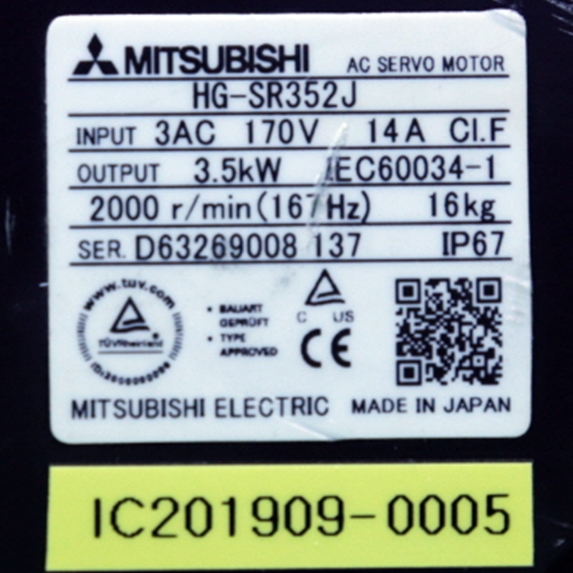 MITSUBISHI AC SERVO MOTOR
HG-SR352J
INPUT 3AC 170V 14A CI.F
OUTPUT 3.5kW IEC60034-1
2000 r/min(167Hz) 16kg
SER. D63269008 137 IP67
www.tuv.com
TÜVRheinland
• BAUART
GEPRÜFT
• TYPE
APPROVED
C US
CE
MITSUBISHI ELECTRIC MADE IN JAPAN
IC201909-0005